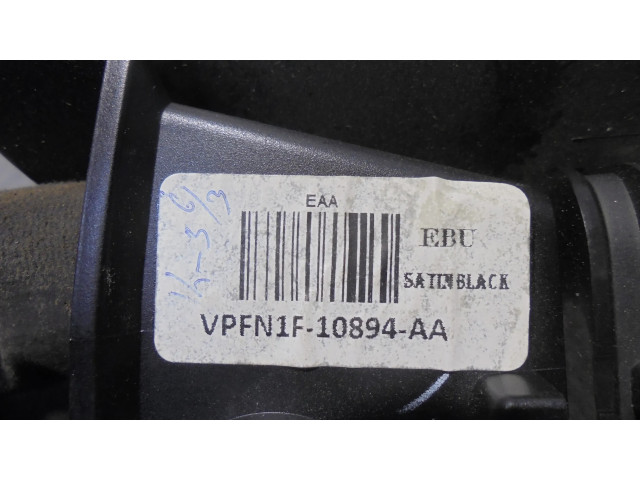 EAA
EBU
SATIN BLACK
VPFN1F-10894-AA